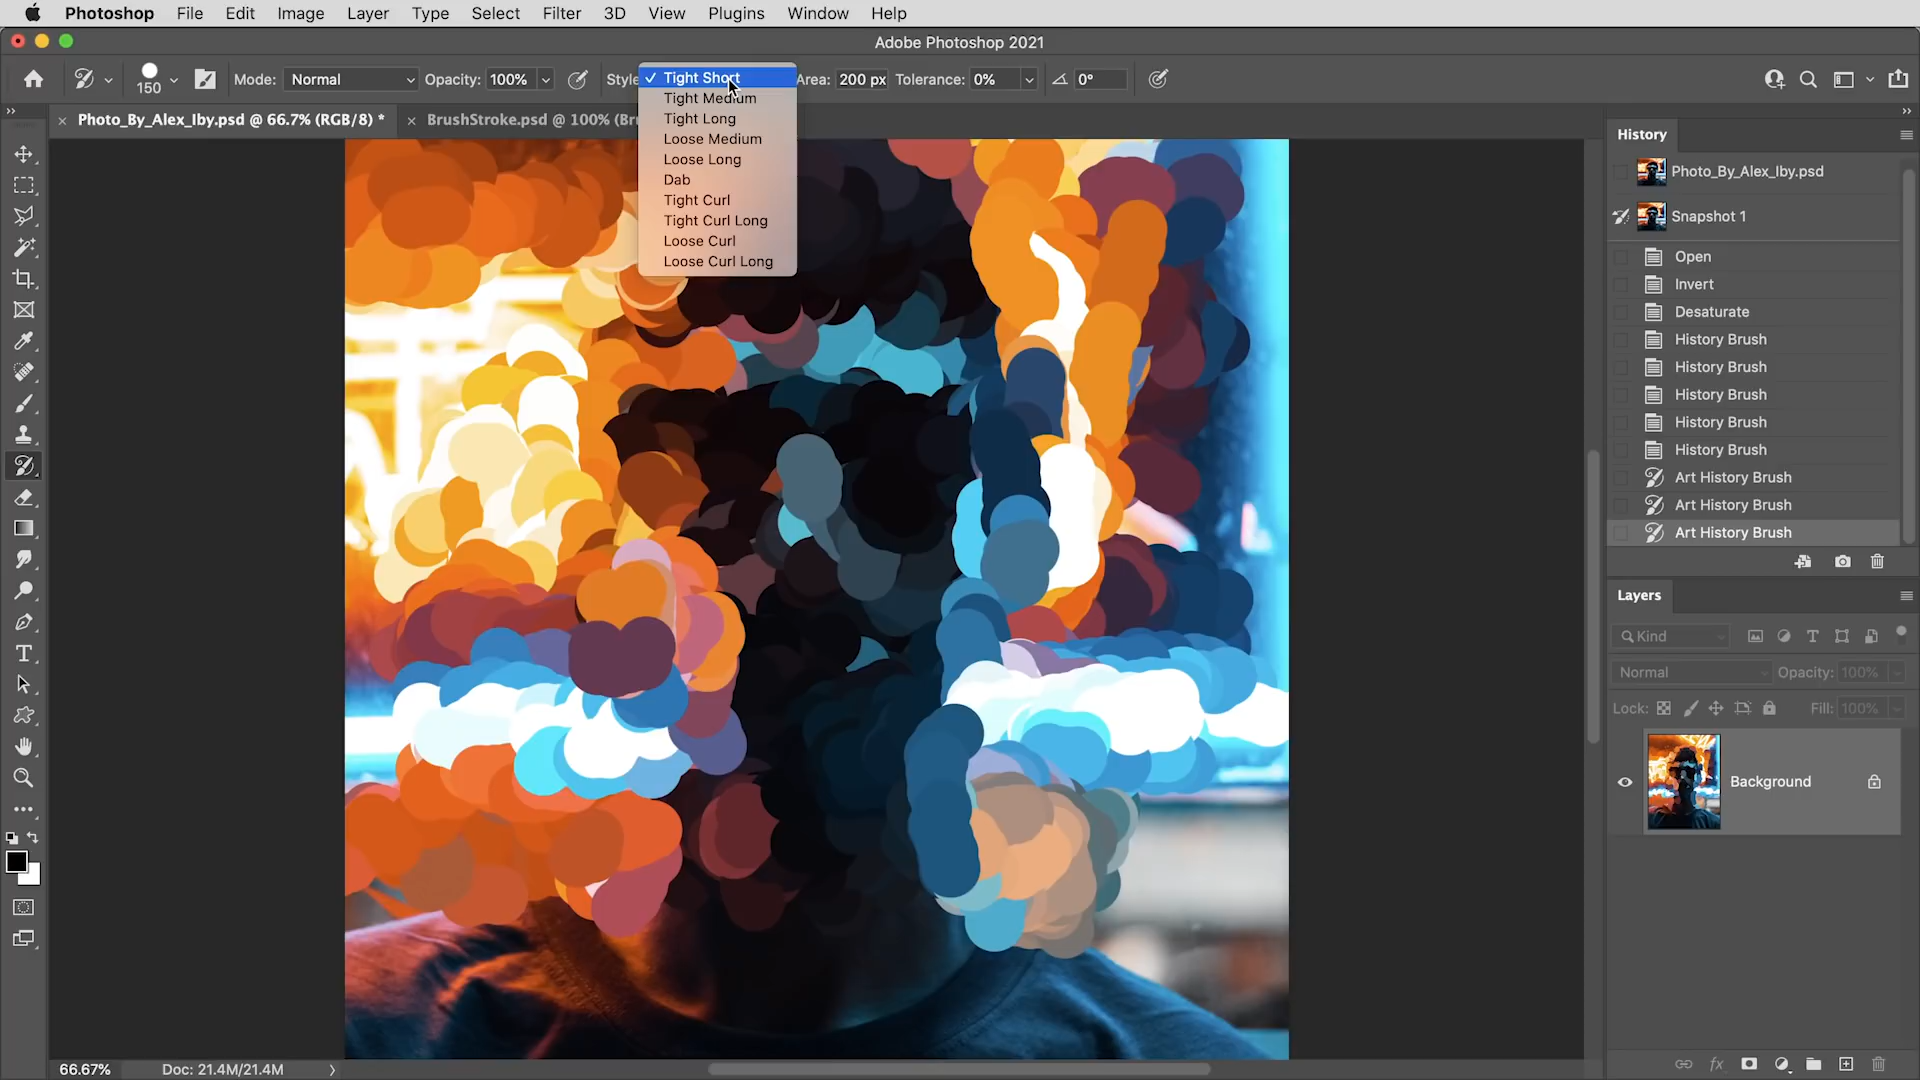 Photoshop File Edit Image Layer Type Select Filter 3D View Plugins Window Help
Adobe Photoshop 2021
150 Mode: Normal Opacity: 100% Style Area: 200 px Tolerance: 0% 0°
Tight Short
Tight Medium
Tight Long
Loose Medium
Loose Long
Dab
Tight Curl
Tight Curl Long
Loose Curl
Loose Curl Long
Photo_By_Alex_Iby.psd @ 66.7% (RGB/8) *
BrushStroke.psd @ 100% (Br
History
Photo_By_Alex_Iby.psd
Snapshot 1
Open
Invert
Desaturate
History Brush
History Brush
History Brush
History Brush
History Brush
Art History Brush
Art History Brush
Art History Brush
Layers
Kind
Normal Opacity: 100%
Lock: Fill: 100%
Background
fx
66.67% Doc: 21.4M/21.4M